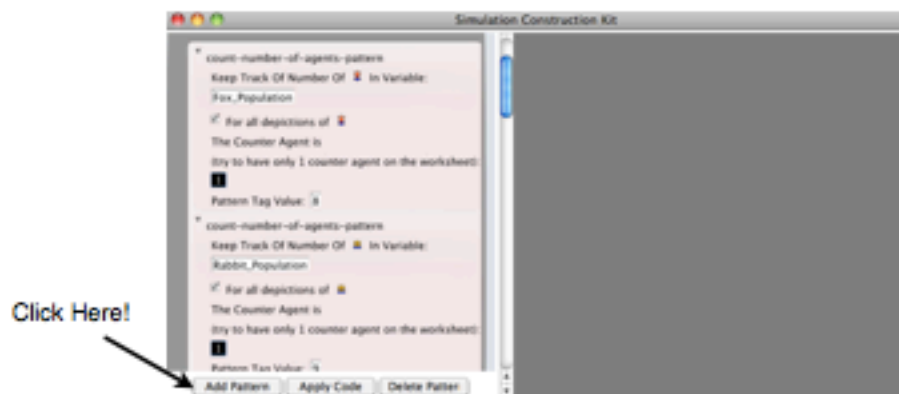 Simulation Construction Kit
count-number-of-agents-pattern
Keep Track Of Number Of In Variable:
Fox_Population
For all depictions of
The Counter Agent is
(try to have only 1 counter agent on the worksheet):
Pattern Tag Value:
count-number-of-agents-pattern
Keep Track Of Number Of In Variable:
Rabbit_Population
For all depictions of
The Counter Agent is
(try to have only 1 counter agent on the worksheet):
Pattern Tag Value:
Click Here!
Add Pattern Apply Code Delete Patter